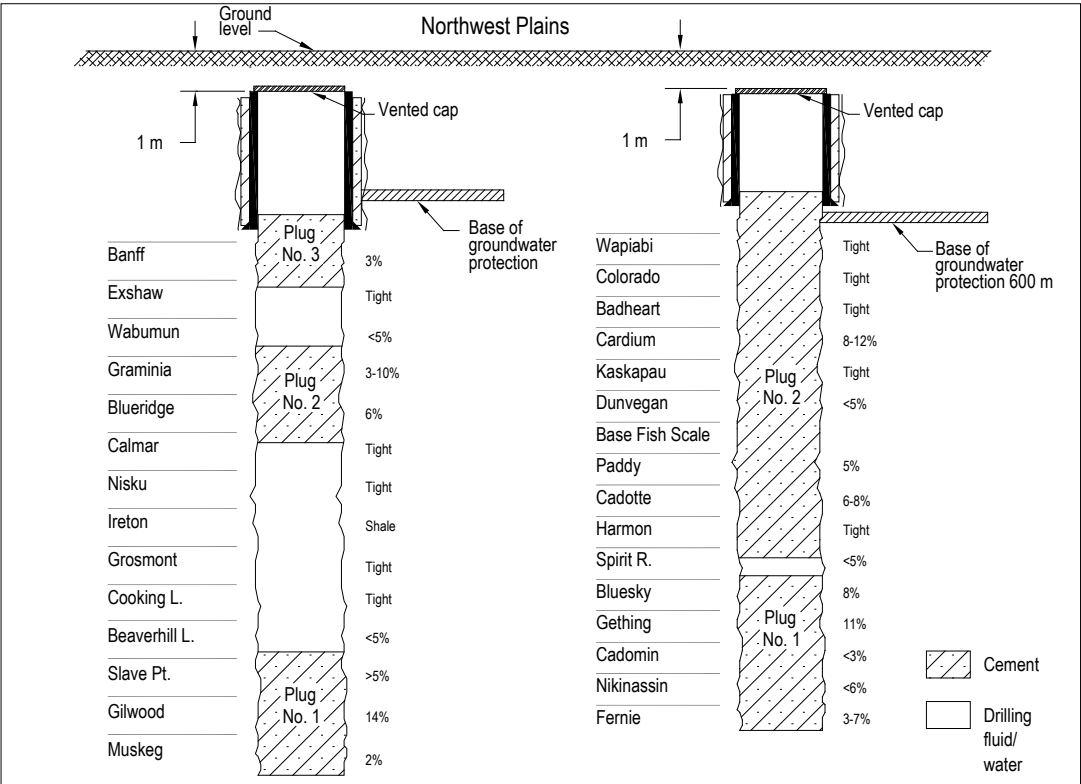 Northwest Plains
Ground
level
Vented cap
1 m
Base of
groundwater
protection
Plug
No. 3
Banff
3%
Exshaw
Tight
Wabumun
<5%
Graminia
3-10%
Plug
No. 2
Blueridge
6%
Calmar
Tight
Nisku
Tight
Ireton
Shale
Grosmont
Tight
Cooking L.
Tight
Beaverhill L.
<5%
Slave Pt.
>5%
Plug
No. 1
Gilwood
14%
Muskeg
2%
Vented cap
1 m
Base of
groundwater
protection 600 m
Wapiabi
Tight
Colorado
Tight
Badheart
Tight
Cardium
8-12%
Kaskapau
Tight
Plug
No. 2
Dunvegan
<5%
Base Fish Scale
Paddy
5%
Cadotte
6-8%
Harmon
Tight
Spirit R.
<5%
Bluesky
8%
Gething
11%
Plug
No. 1
Cadomin
<3%
Nikinassin
<6%
Fernie
3-7%
Cement
Drilling
fluid/
water